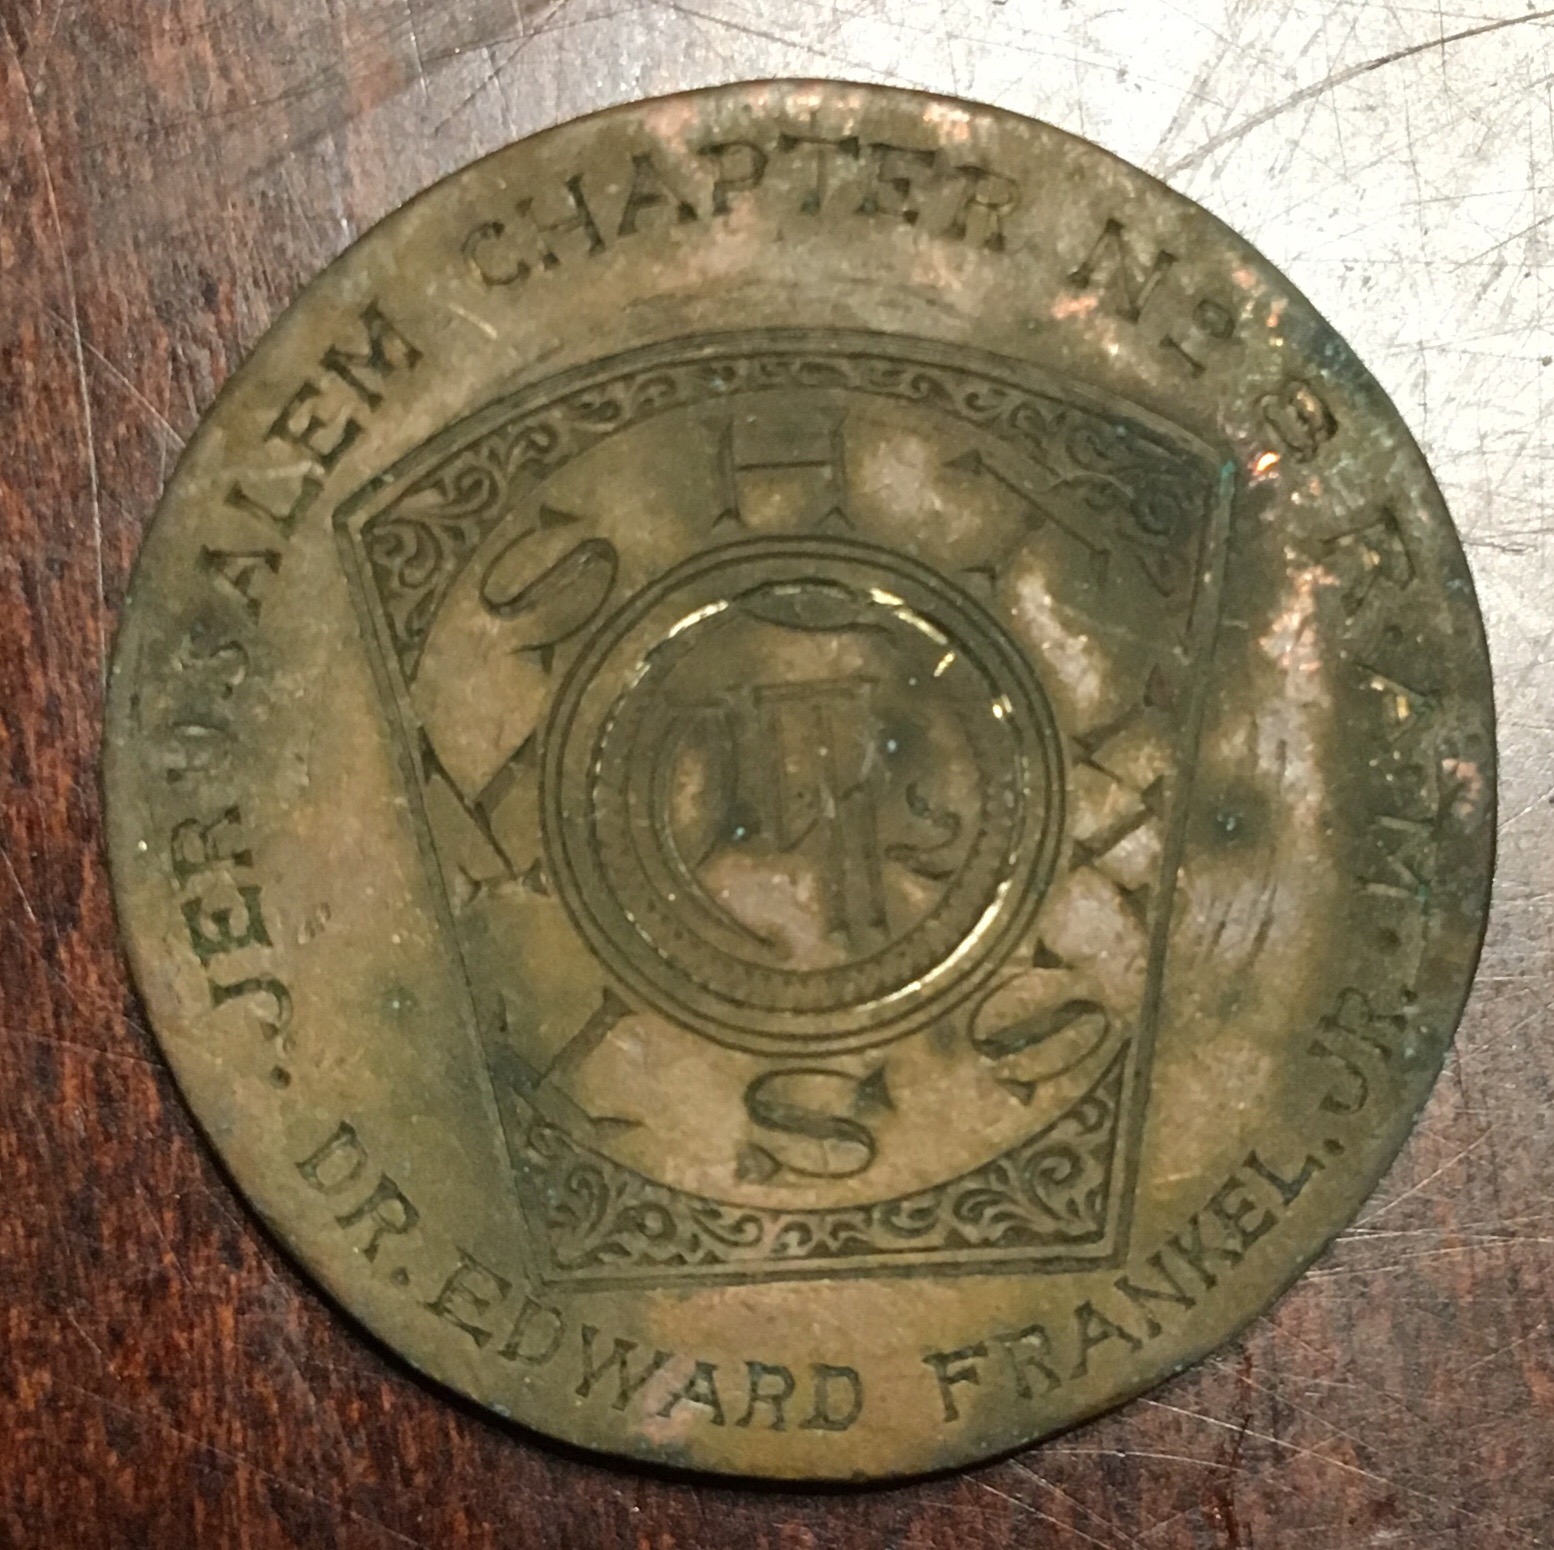 JERUSALEM CHAPTER No. 8 R.A.M.
DR. EDWARD FRANKEL. JR.
H T W S S T K S